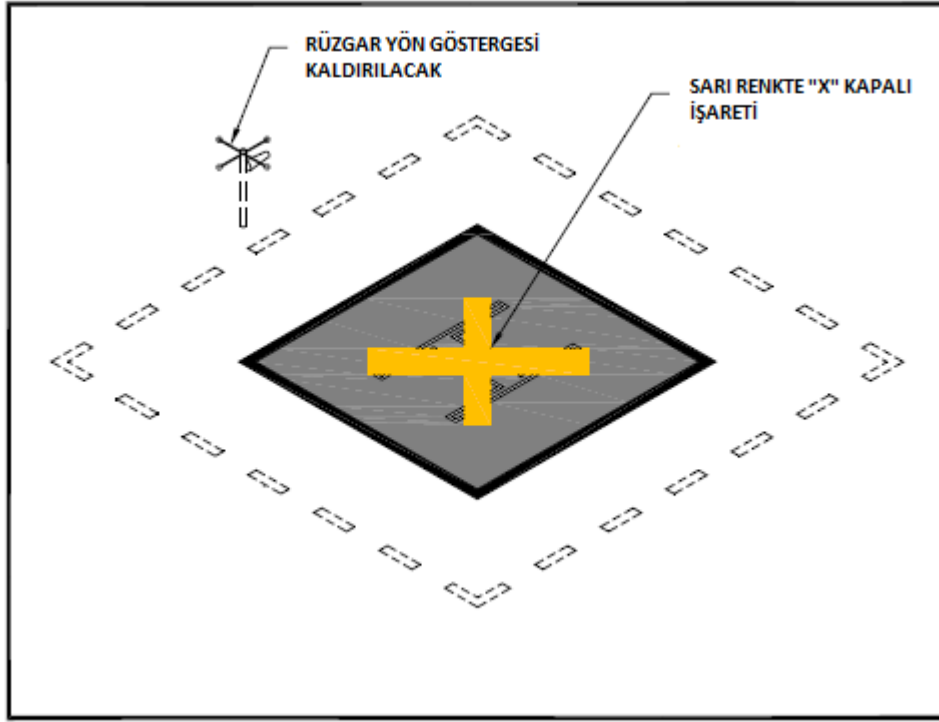 RÜZGAR YÖN GÖSTERGESİ
KALDIRILACAK
SARI RENKTE "X" KAPALI
İŞARETİ